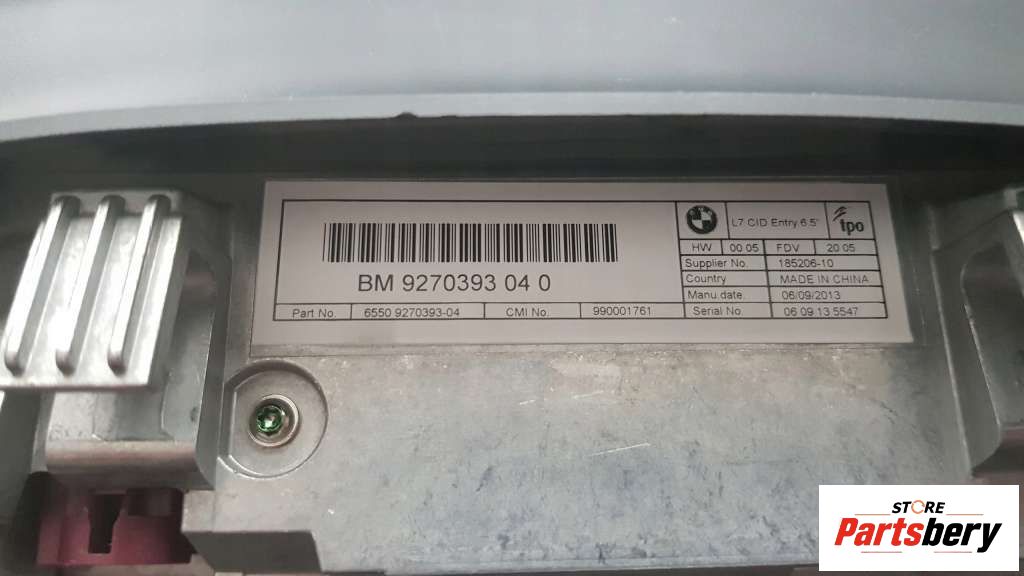 L7 CID Entry 6.5"
tpo
HW 00 05 FDV 20 05
Supplier No. 185206-10
Country MADE IN CHINA
Manu.date. 06/09/2013
Serial No. 06 09 13 5547
BM 9270393 04 0
Part No. 6550 9270393-04 CMI No. 990001761
STORE
Partsbery